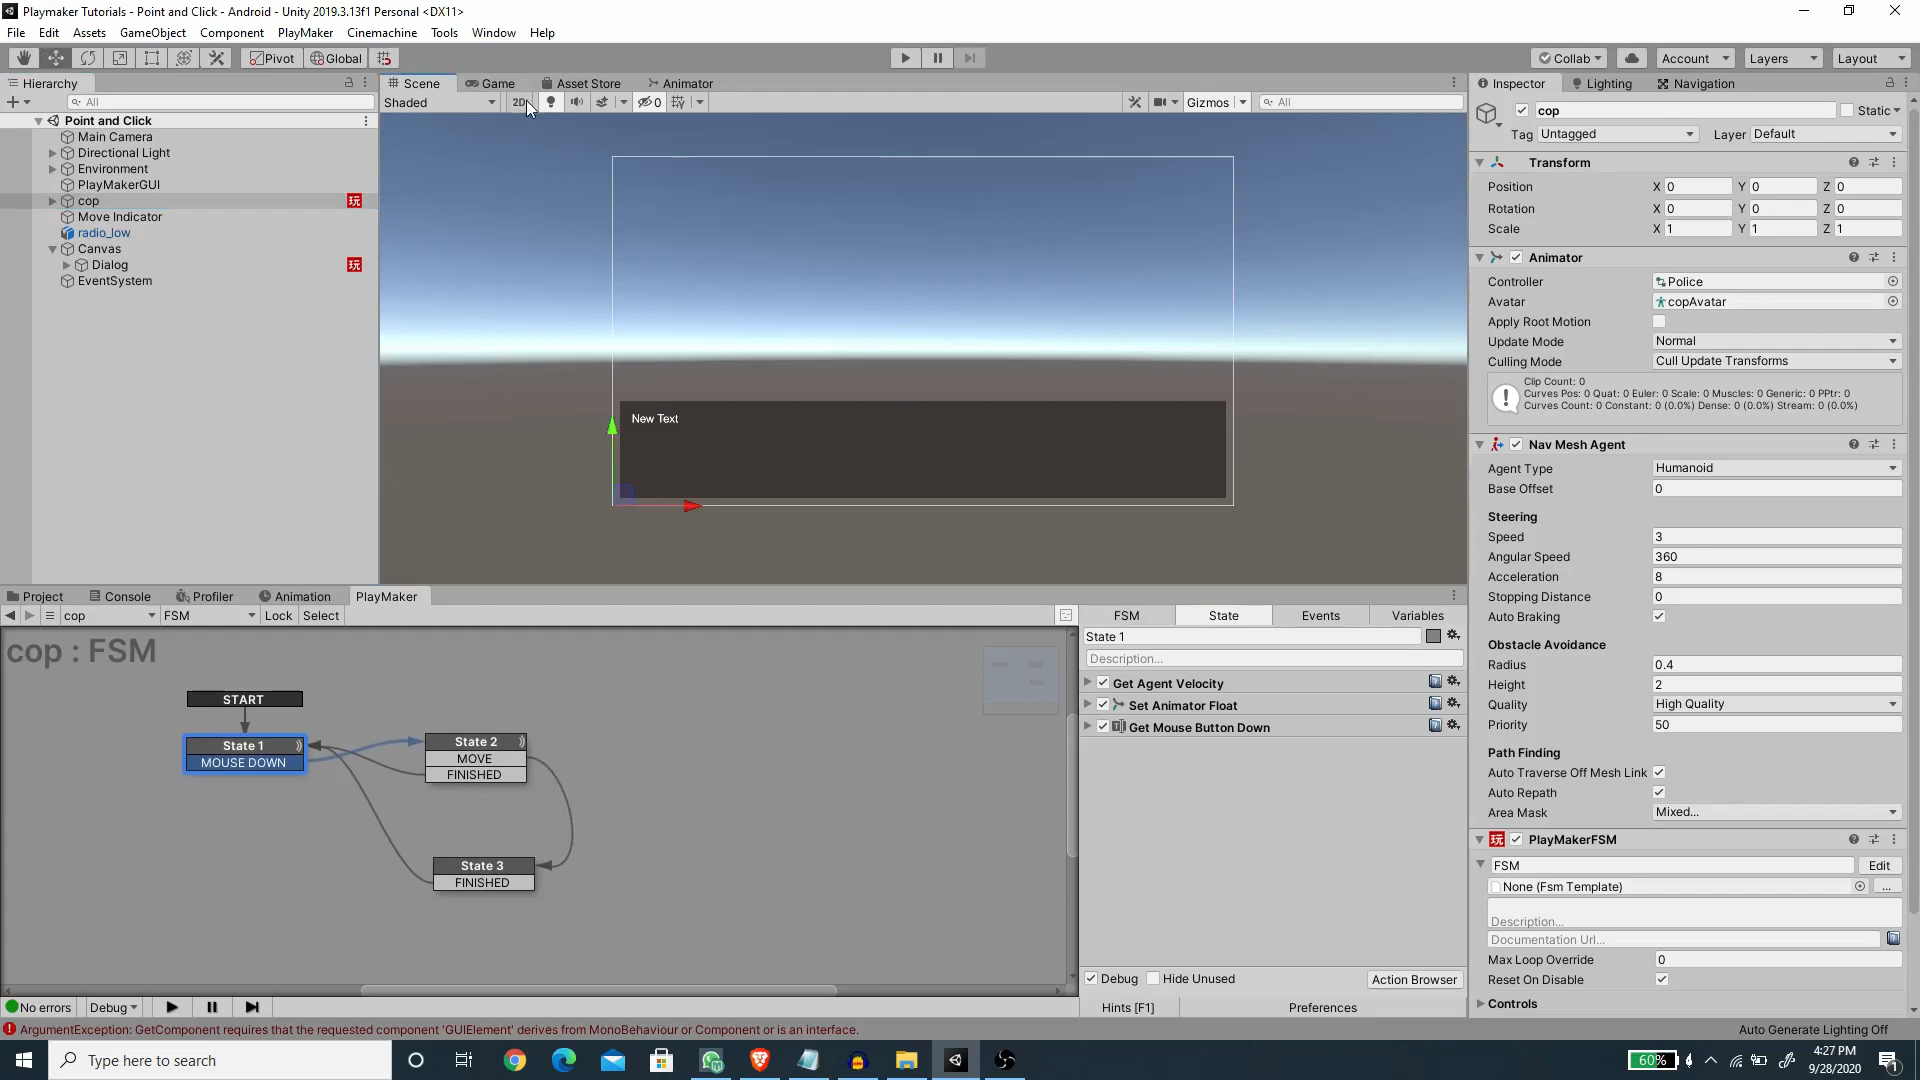 Playmaker Tutorials - Point and Click - Android - Unity 2019.3.13f1 Personal <DX11>
File Edit Assets GameObject Component PlayMaker Cinemachine Tools Window Help
Pivot Global Collab Account Layers Layout
Hierarchy
All
Point and Click
Main Camera
Directional Light
Environment
PlayMakerGUI
cop 玩
Move Indicator
radio_low
Canvas
Dialog 玩
EventSystem
Scene Game Asset Store Animator
Shaded 2D 0 Gizmos All
New Text
Inspector Lighting Navigation
cop Static
Tag Untagged Layer Default
Transform
Position X 0 Y 0 Z 0
Rotation X 0 Y 0 Z 0
Scale X 1 Y 1 Z 1
Animator
Controller Police
Avatar copAvatar
Apply Root Motion
Update Mode Normal
Culling Mode Cull Update Transforms
Clip Count: 0
Curves Pos: 0 Quat: 0 Euler: 0 Scale: 0 Muscles: 0 Generic: 0 PPtr: 0
Curves Count: 0 Constant: 0 (0.0%) Dense: 0 (0.0%) Stream: 0 (0.0%)
Nav Mesh Agent
Agent Type Humanoid
Base Offset 0
Steering
Speed 3
Angular Speed 360
Acceleration 8
Stopping Distance 0
Auto Braking
Obstacle Avoidance
Radius 0.4
Height 2
Quality High Quality
Priority 50
Path Finding
Auto Traverse Off Mesh Link
Auto Repath
Area Mask Mixed...
玩 PlayMakerFSM
FSM Edit
None (Fsm Template) ...
Description...
Documentation Url...
Max Loop Override 0
Reset On Disable
Controls
Project Console Profiler Animation PlayMaker
cop FSM Lock Select
cop : FSM
START
State 1
MOUSE DOWN
State 2
MOVE
FINISHED
State 3
FINISHED
FSM State Events Variables
State 1
Description...
Get Agent Velocity
Set Animator Float
Get Mouse Button Down
Debug Hide Unused Action Browser
No errors Debug Hints [F1] Preferences
ArgumentException: GetComponent requires that the requested component 'GUIElement' derives from MonoBehaviour or Component or is an interface.
Auto Generate Lighting Off
Type here to search
60%
4:27 PM
9/28/2020
1